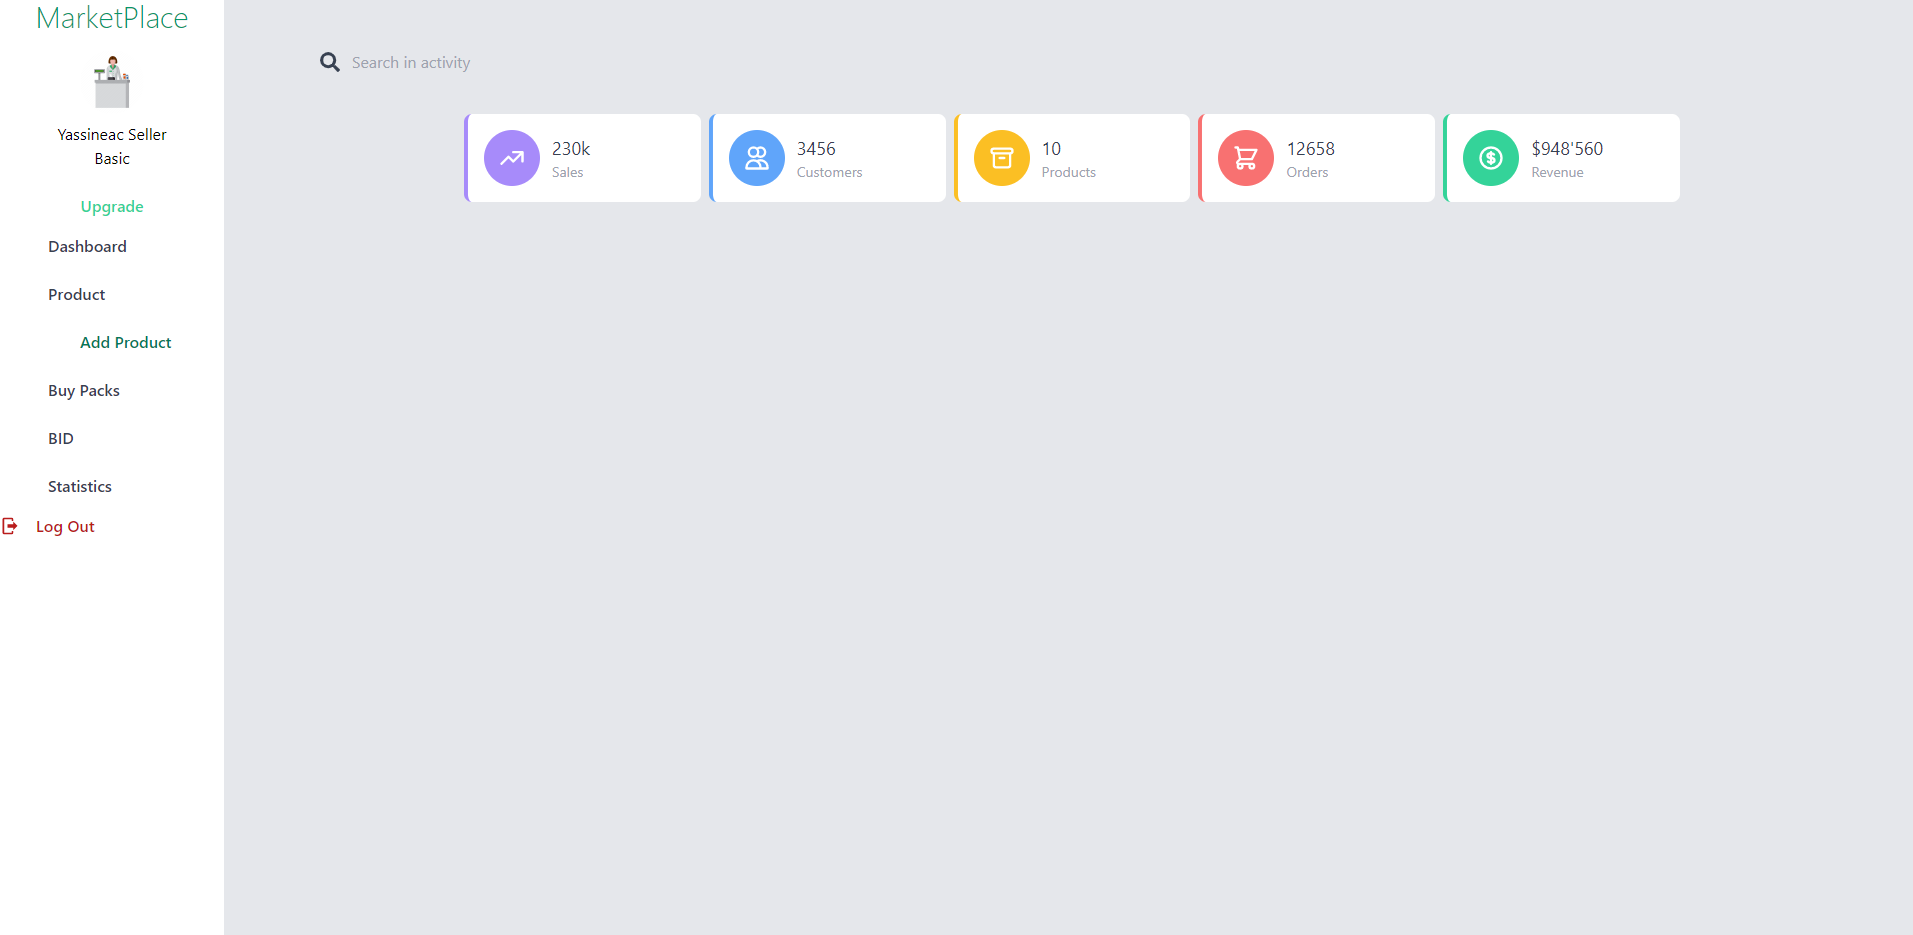 MarketPlace
Yassineac Seller
Basic
Upgrade
Dashboard
Product
Add Product
Buy Packs
BID
Statistics
Log Out
Search in activity
230k
Sales
3456
Customers
10
Products
12658
Orders
$948'560
Revenue